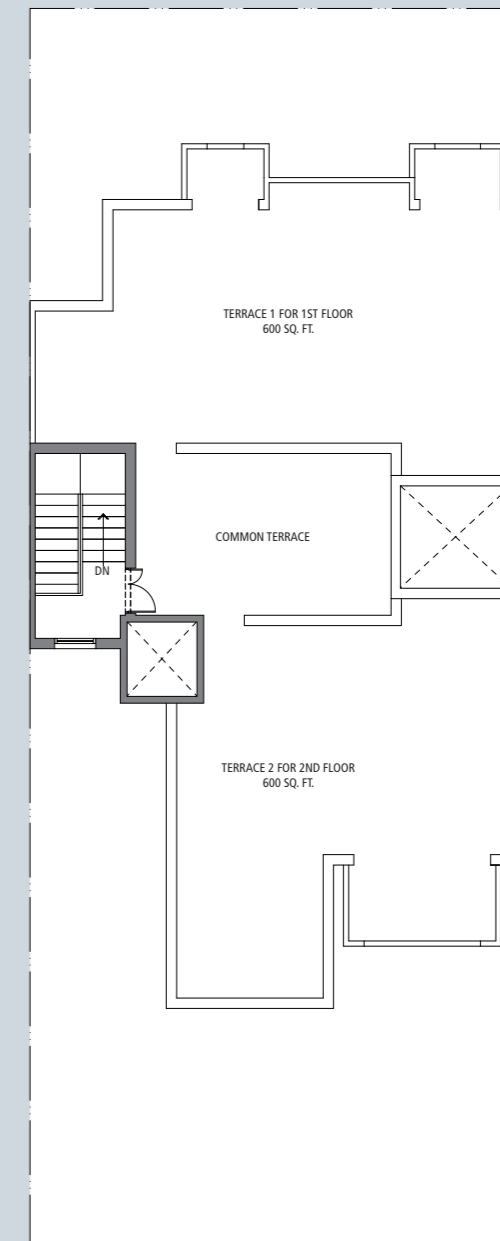 TERRACE 1 FOR 1ST FLOOR
600 SQ. FT.
COMMON TERRACE
DN
TERRACE 2 FOR 2ND FLOOR
600 SQ. FT.